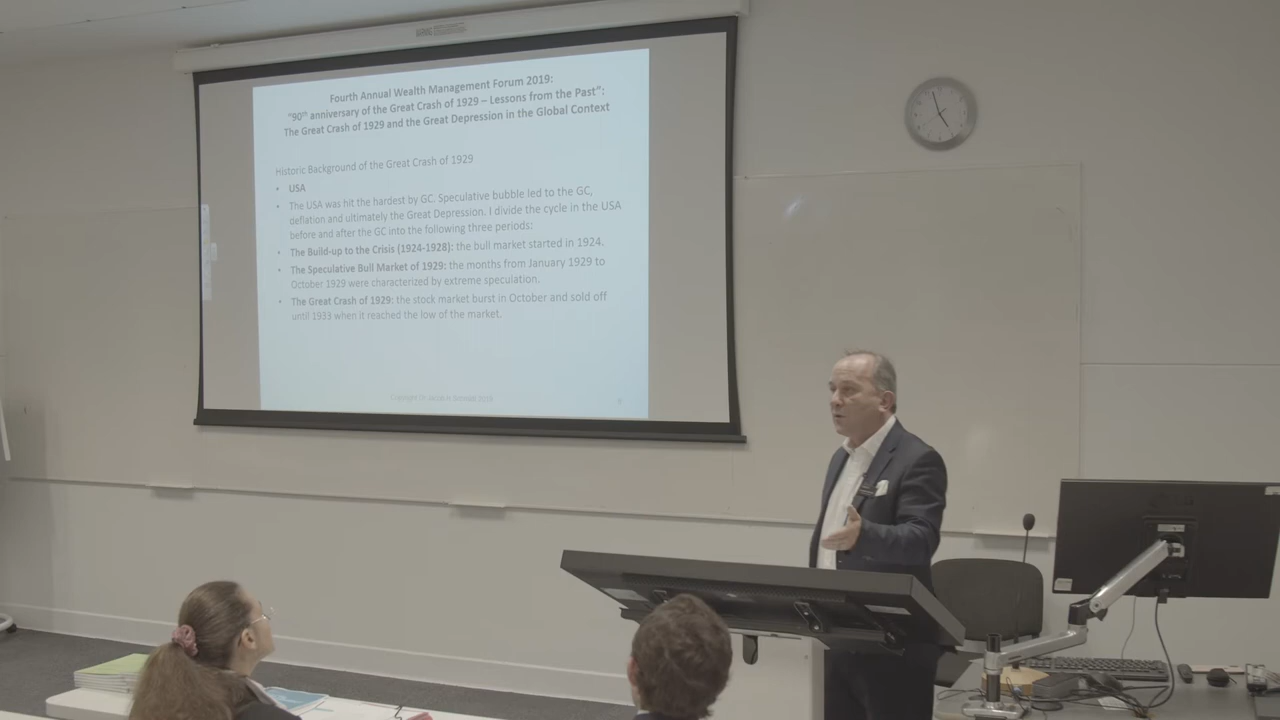 Fourth Annual Wealth Management Forum 2019:
"90th anniversary of the Great Crash of 1929 – Lessons from the Past":
The Great Crash of 1929 and the Great Depression in the Global Context
Historic Background of the Great Crash of 1929
• USA
• The USA was hit the hardest by GC. Speculative bubble led to the GC,
deflation and ultimately the Great Depression. I divide the cycle in the USA
before and after the GC into the following three periods:
• The Build-up to the Crisis (1924-1928): the bull market started in 1924.
• The Speculative Bull Market of 1929: the months from January 1929 to
October 1929 were characterized by extreme speculation.
• The Great Crash of 1929: the stock market burst in October and sold off
until 1933 when it reached the low of the market.
Copyright Dr Jacob H. Schmidt 2019